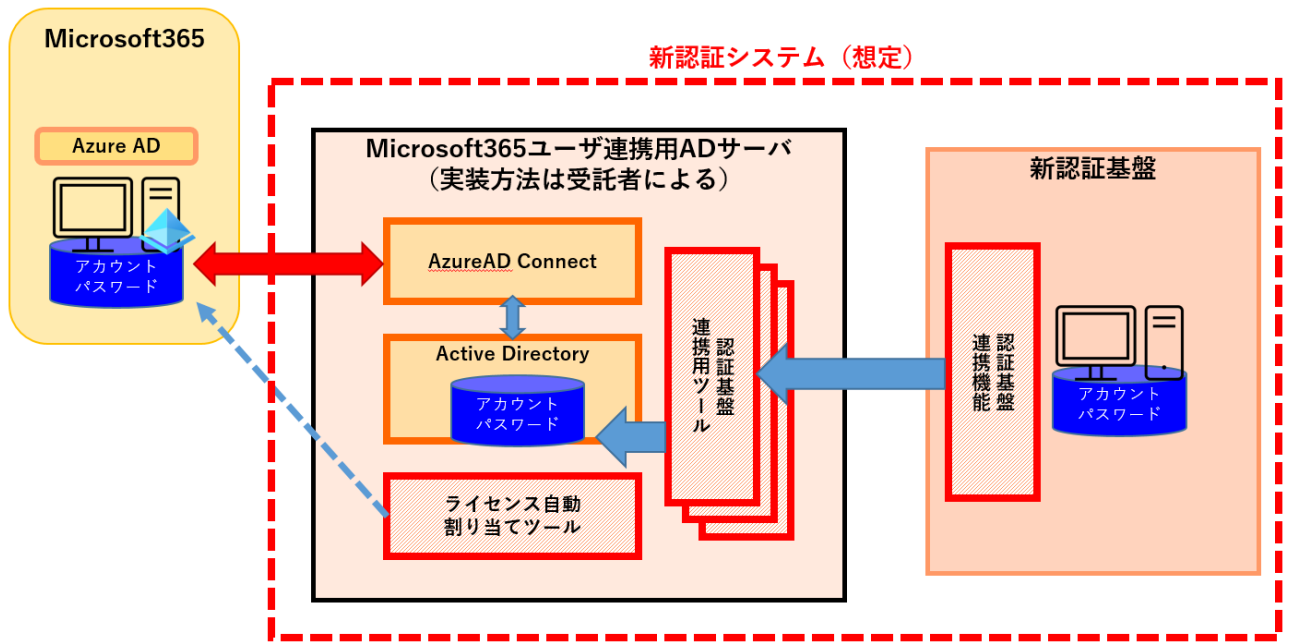 Microsoft365
Azure AD
アカウント
パスワード
新認証システム（想定）
Microsoft365ユーザ連携用ADサーバ
（実装方法は受託者による）
AzureAD Connect
Active Directory
アカウント
パスワード
ライセンス自動
割り当てツール
認証基盤
連携用ツール
新認証基盤
認証基盤
連携機能
アカウント
パスワード